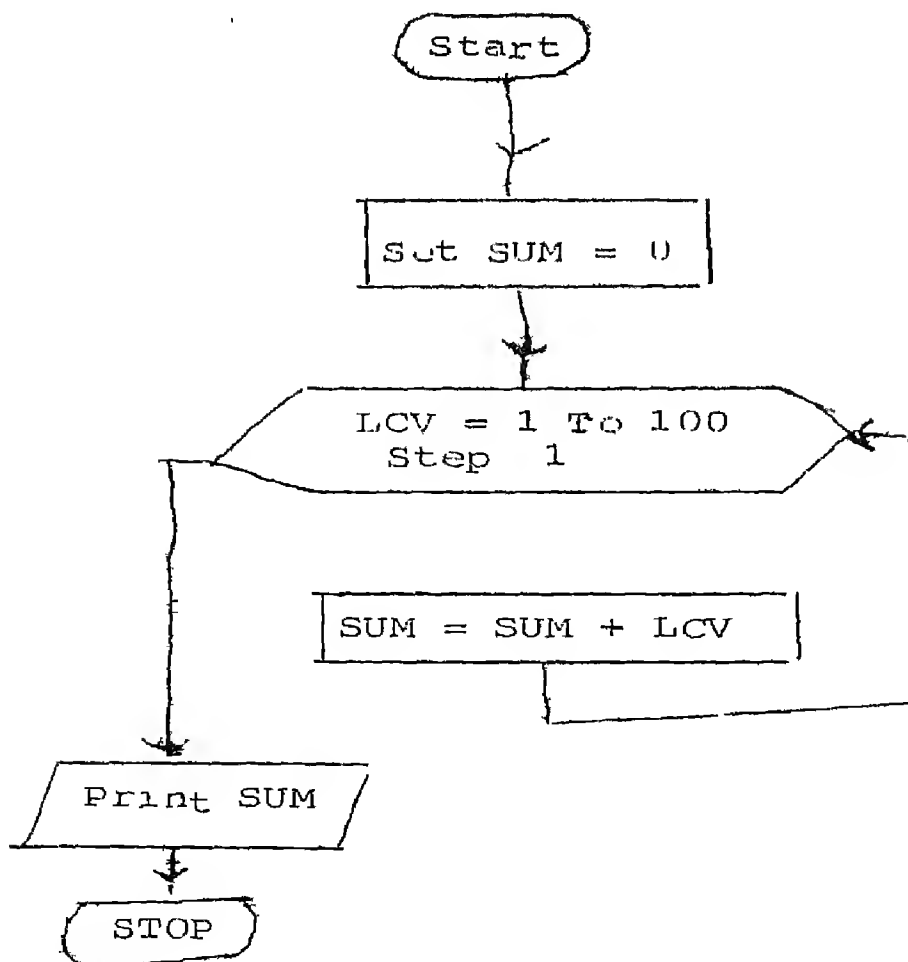 Start
Set SUM = 0
LCV = 1 To 100
Step 1
SUM = SUM + LCV
Print SUM
STOP